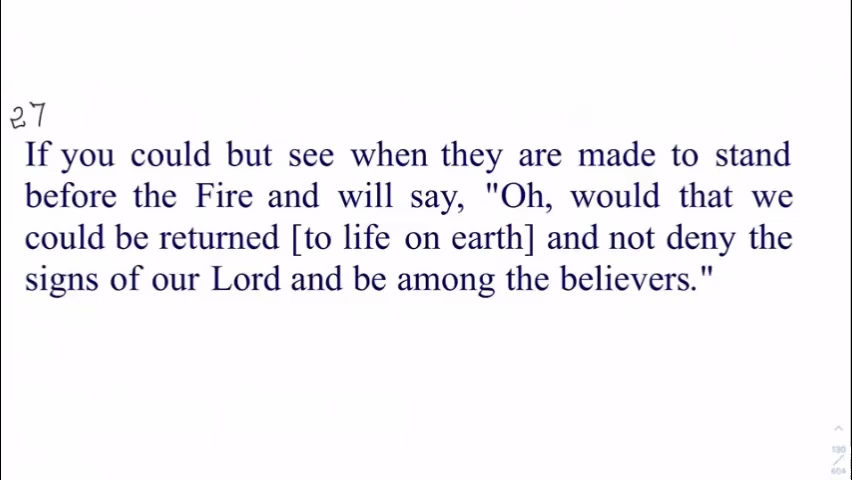 27
If you could but see when they are made to stand
before the Fire and will say, "Oh, would that we
could be returned [to life on earth] and not deny the
signs of our Lord and be among the believers."
130
/
604